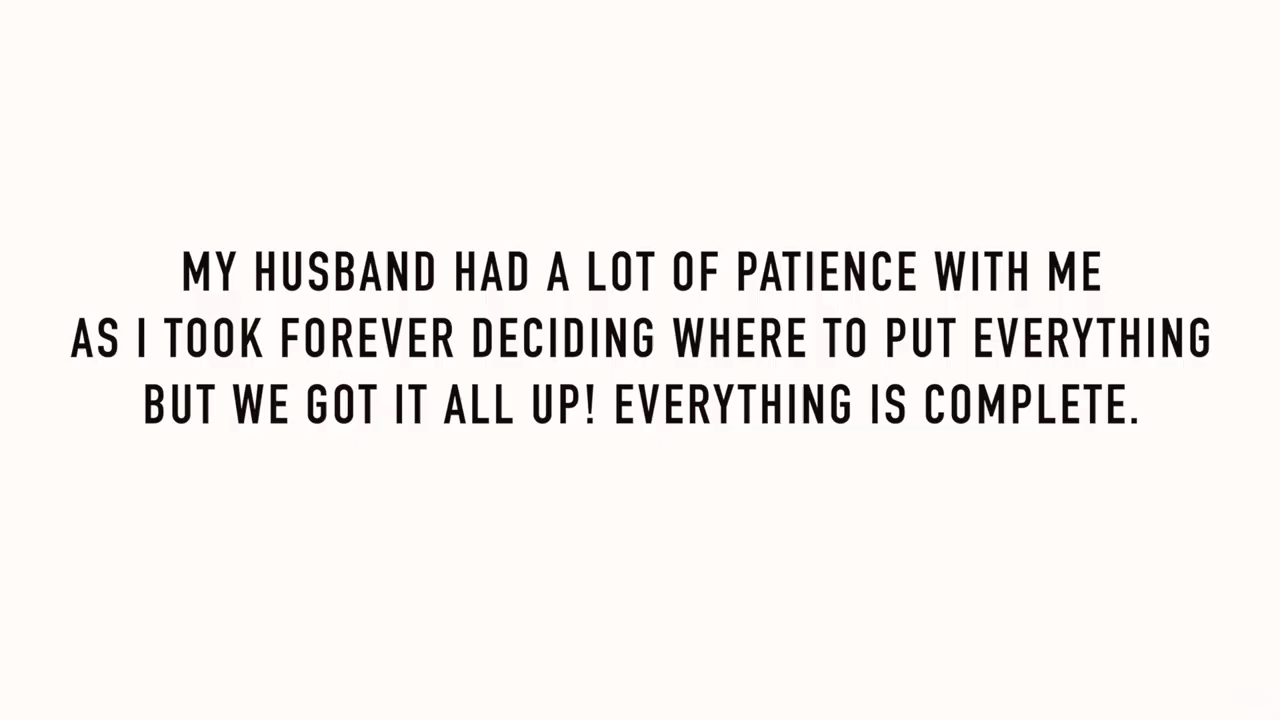 MY HUSBAND HAD A LOT OF PATIENCE WITH ME
AS I TOOK FOREVER DECIDING WHERE TO PUT EVERYTHING
BUT WE GOT IT ALL UP! EVERYTHING IS COMPLETE.